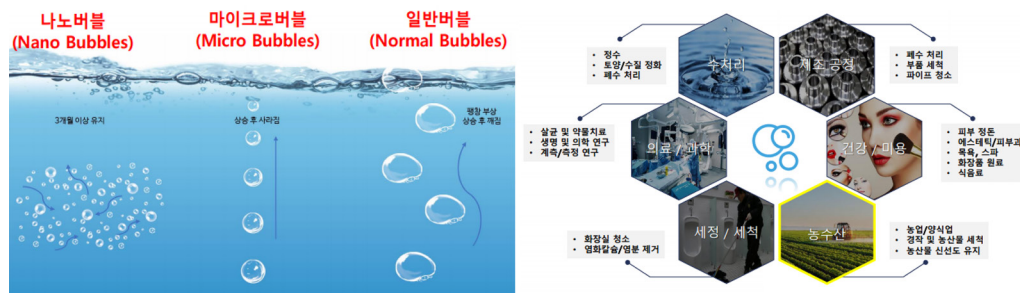 나노버블
(Nano Bubbles)
마이크로버블
(Micro Bubbles)
일반버블
(Normal Bubbles)
3개월 이상 유지
상승 후 사라짐
팽창 부상
상승 후 깨짐
수처리
• 정수
• 토양/수질 정화
• 폐수 처리
제조 공정
• 폐수 처리
• 부품 세척
• 파이프 청소
의료 / 과학
• 살균 및 약물치료
• 생명 및 의학 연구
• 계측/측정 연구
건강 / 미용
• 피부 정돈
• 에스테틱/피부과
• 목욕, 스파
• 화장품 원료
• 식음료
세정 / 세척
• 화장실 청소
• 염화칼슘/염분 제거
농수산
• 농업/양식업
• 경작 및 농산물 세척
• 농산물 신선도 유지